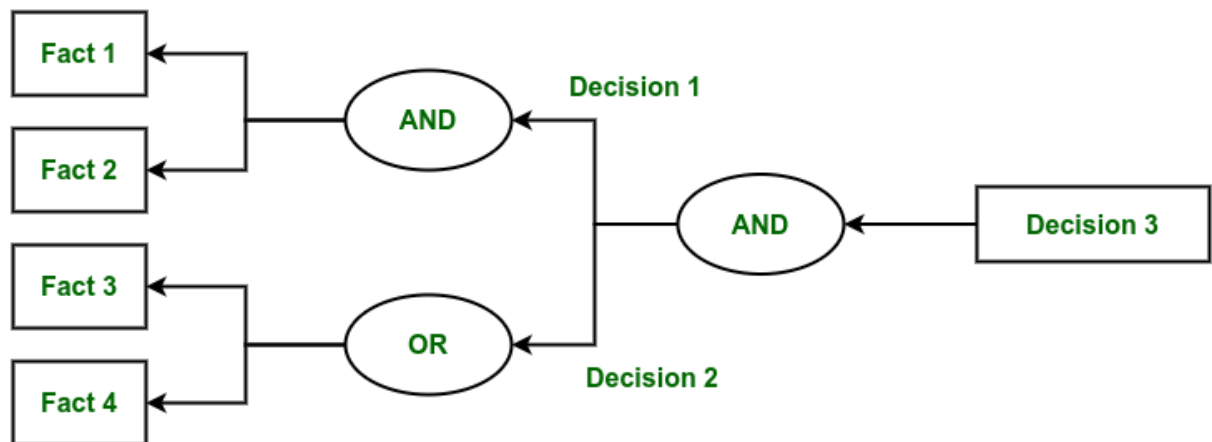 Fact 1
Decision 1
AND
Fact 2
AND
Decision 3
Fact 3
OR
Decision 2
Fact 4